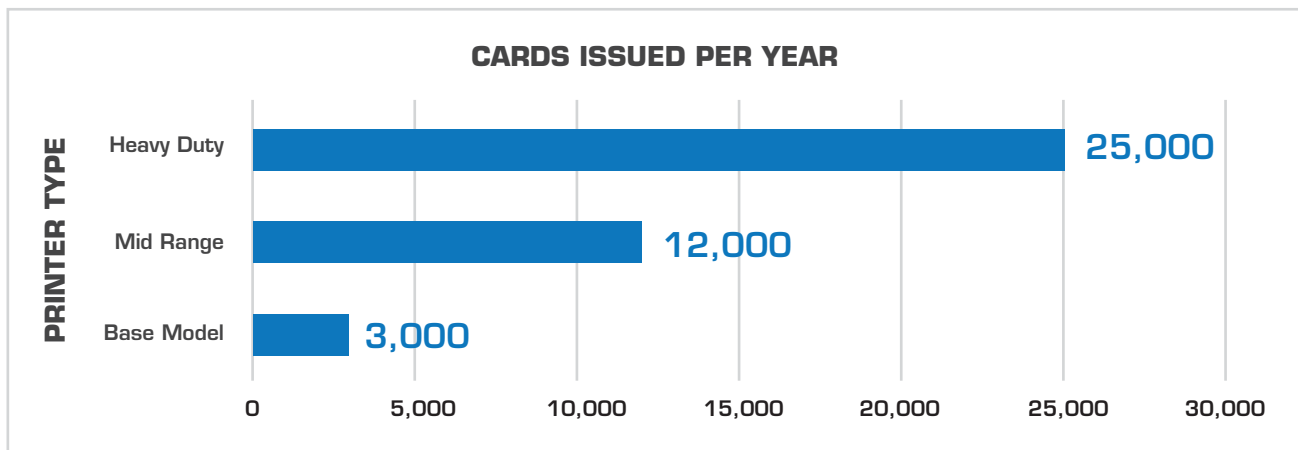 CARDS ISSUED PER YEAR
PRINTER TYPE
Heavy Duty
25,000
Mid Range
12,000
Base Model
3,000
0
5,000
10,000
15,000
20,000
25,000
30,000